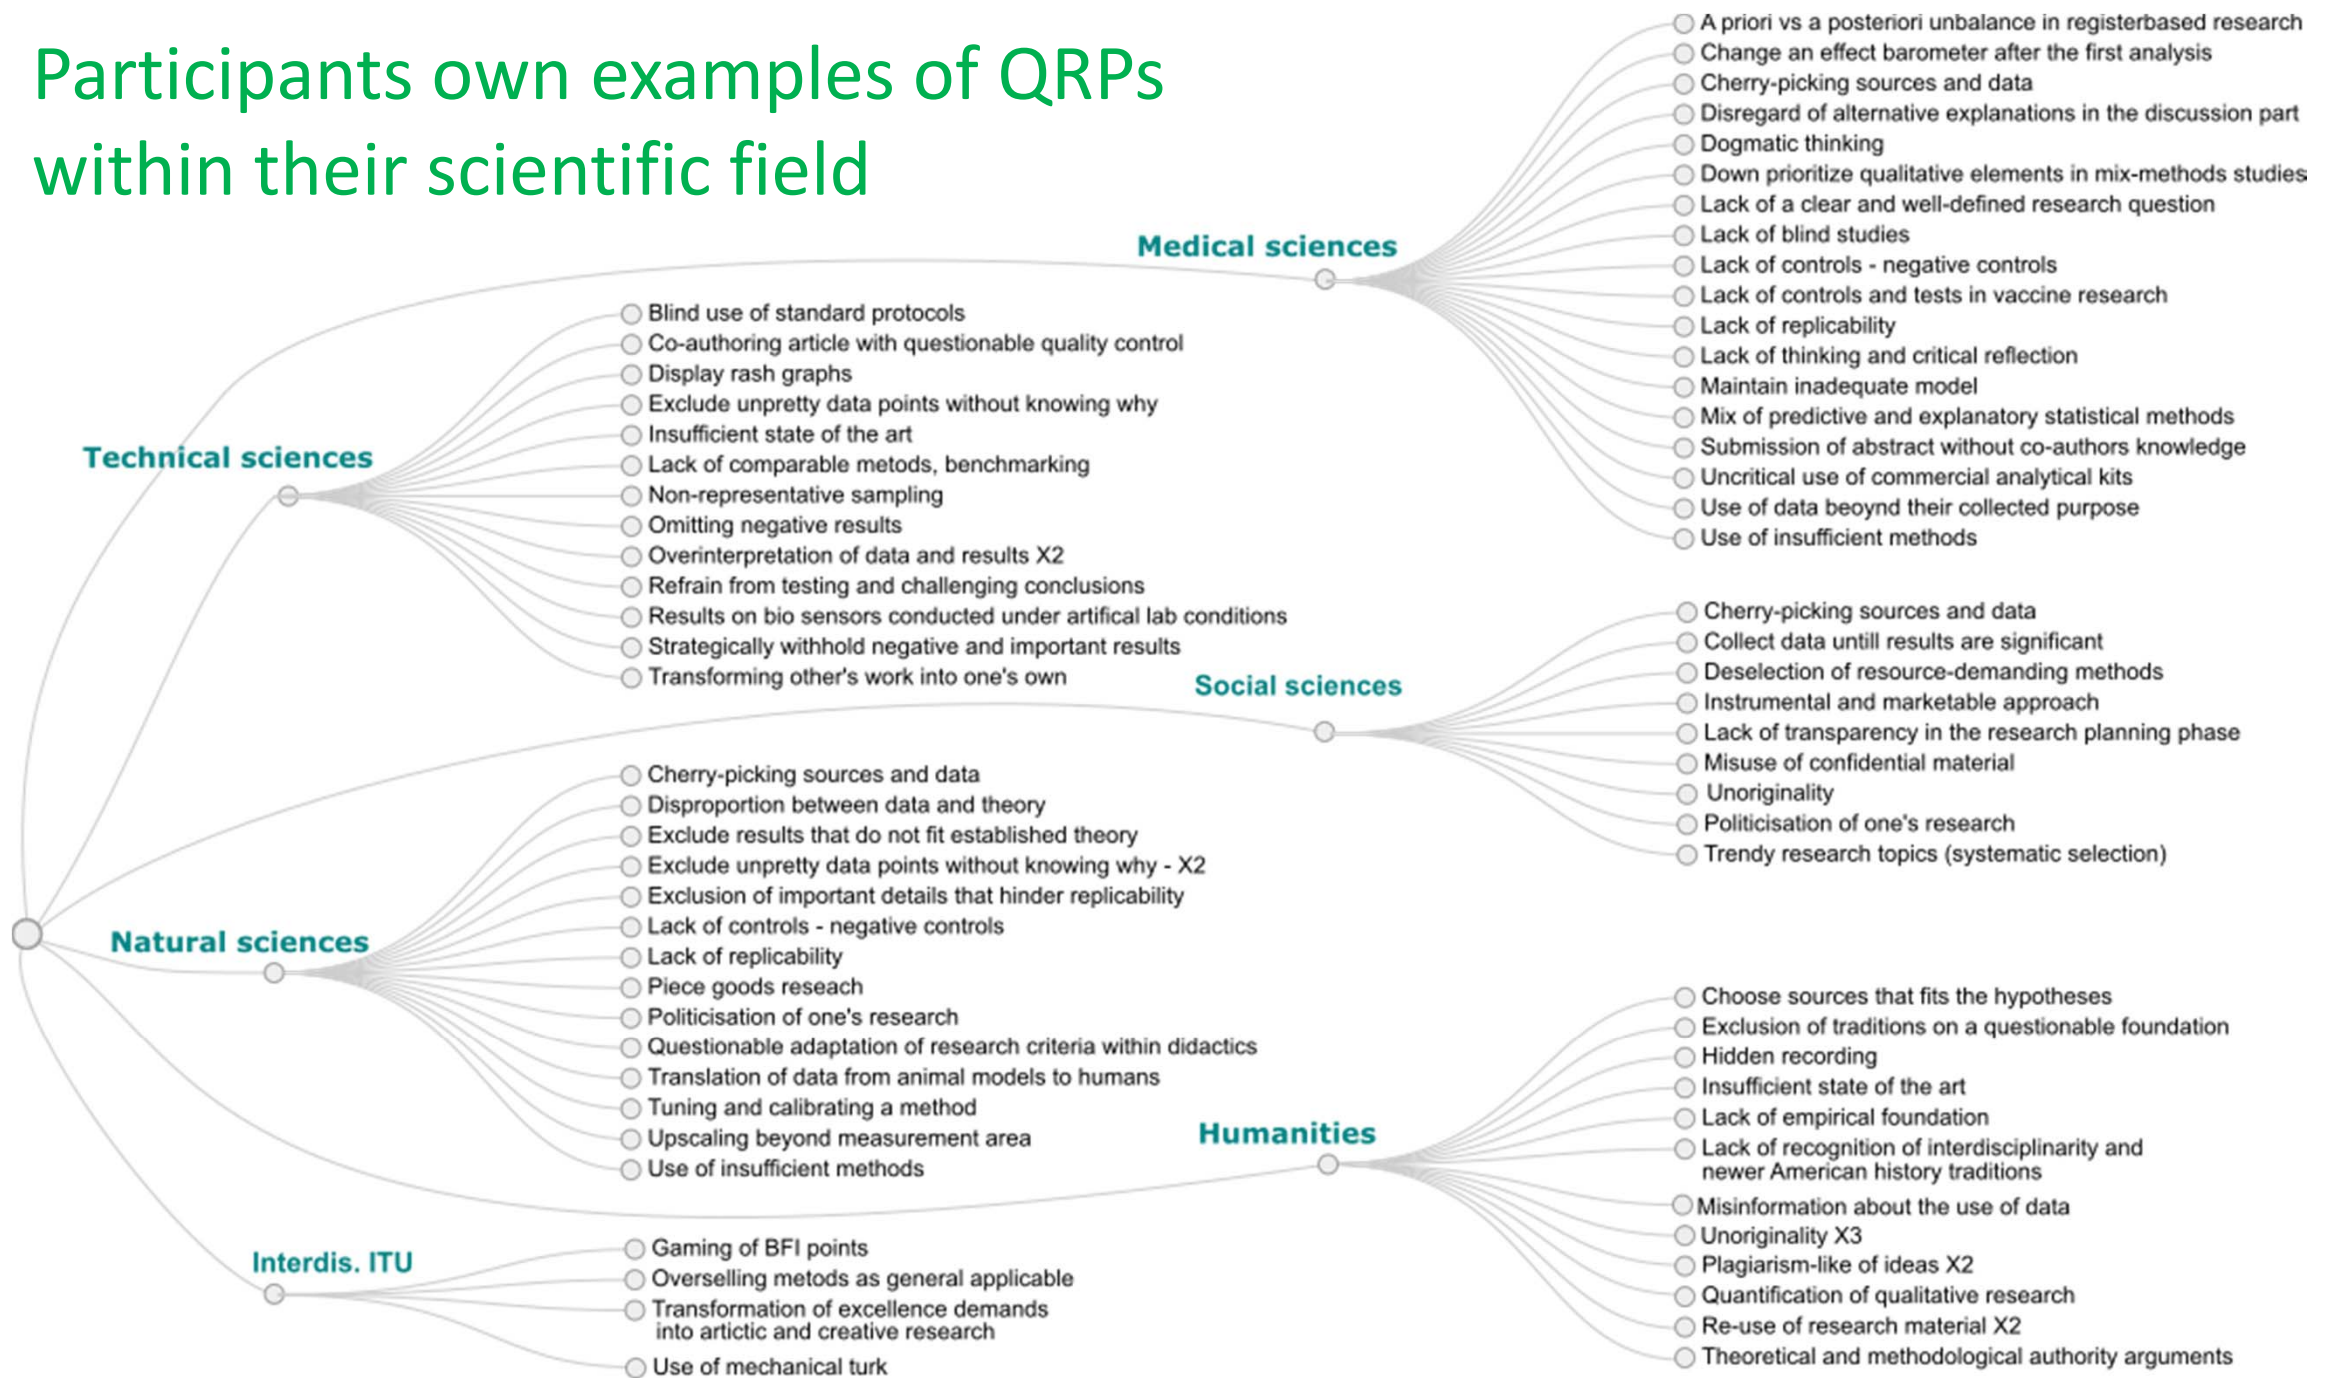 Participants own examples of QRPs
within their scientific field
Medical sciences
A priori vs a posteriori unbalance in registerbased research
Change an effect barometer after the first analysis
Cherry-picking sources and data
Disregard of alternative explanations in the discussion part
Dogmatic thinking
Down prioritize qualitative elements in mix-methods studies
Lack of a clear and well-defined research question
Lack of blind studies
Lack of controls - negative controls
Lack of controls and tests in vaccine research
Lack of replicability
Lack of thinking and critical reflection
Maintain inadequate model
Mix of predictive and explanatory statistical methods
Submission of abstract without co-authors knowledge
Uncritical use of commercial analytical kits
Use of data beoynd their collected purpose
Use of insufficient methods
Technical sciences
Blind use of standard protocols
Co-authoring article with questionable quality control
Display rash graphs
Exclude unpretty data points without knowing why
Insufficient state of the art
Lack of comparable metods, benchmarking
Non-representative sampling
Omitting negative results
Overinterpretation of data and results X2
Refrain from testing and challenging conclusions
Results on bio sensors conducted under artifical lab conditions
Strategically withhold negative and important results
Transforming other's work into one's own
Social sciences
Cherry-picking sources and data
Collect data untill results are significant
Deselection of resource-demanding methods
Instrumental and marketable approach
Lack of transparency in the research planning phase
Misuse of confidential material
Unoriginality
Politicisation of one's research
Trendy research topics (systematic selection)
Natural sciences
Cherry-picking sources and data
Disproportion between data and theory
Exclude results that do not fit established theory
Exclude unpretty data points without knowing why - X2
Exclusion of important details that hinder replicability
Lack of controls - negative controls
Lack of replicability
Piece goods reseach
Politicisation of one's research
Questionable adaptation of research criteria within didactics
Translation of data from animal models to humans
Tuning and calibrating a method
Upscaling beyond measurement area
Use of insufficient methods
Humanities
Choose sources that fits the hypotheses
Exclusion of traditions on a questionable foundation
Hidden recording
Insufficient state of the art
Lack of empirical foundation
Lack of recognition of interdisciplinarity and
newer American history traditions
Misinformation about the use of data
Unoriginality X3
Plagiarism-like of ideas X2
Quantification of qualitative research
Re-use of research material X2
Theoretical and methodological authority arguments
Interdis. ITU
Gaming of BFI points
Overselling metods as general applicable
Transformation of excellence demands
into artictic and creative research
Use of mechanical turk